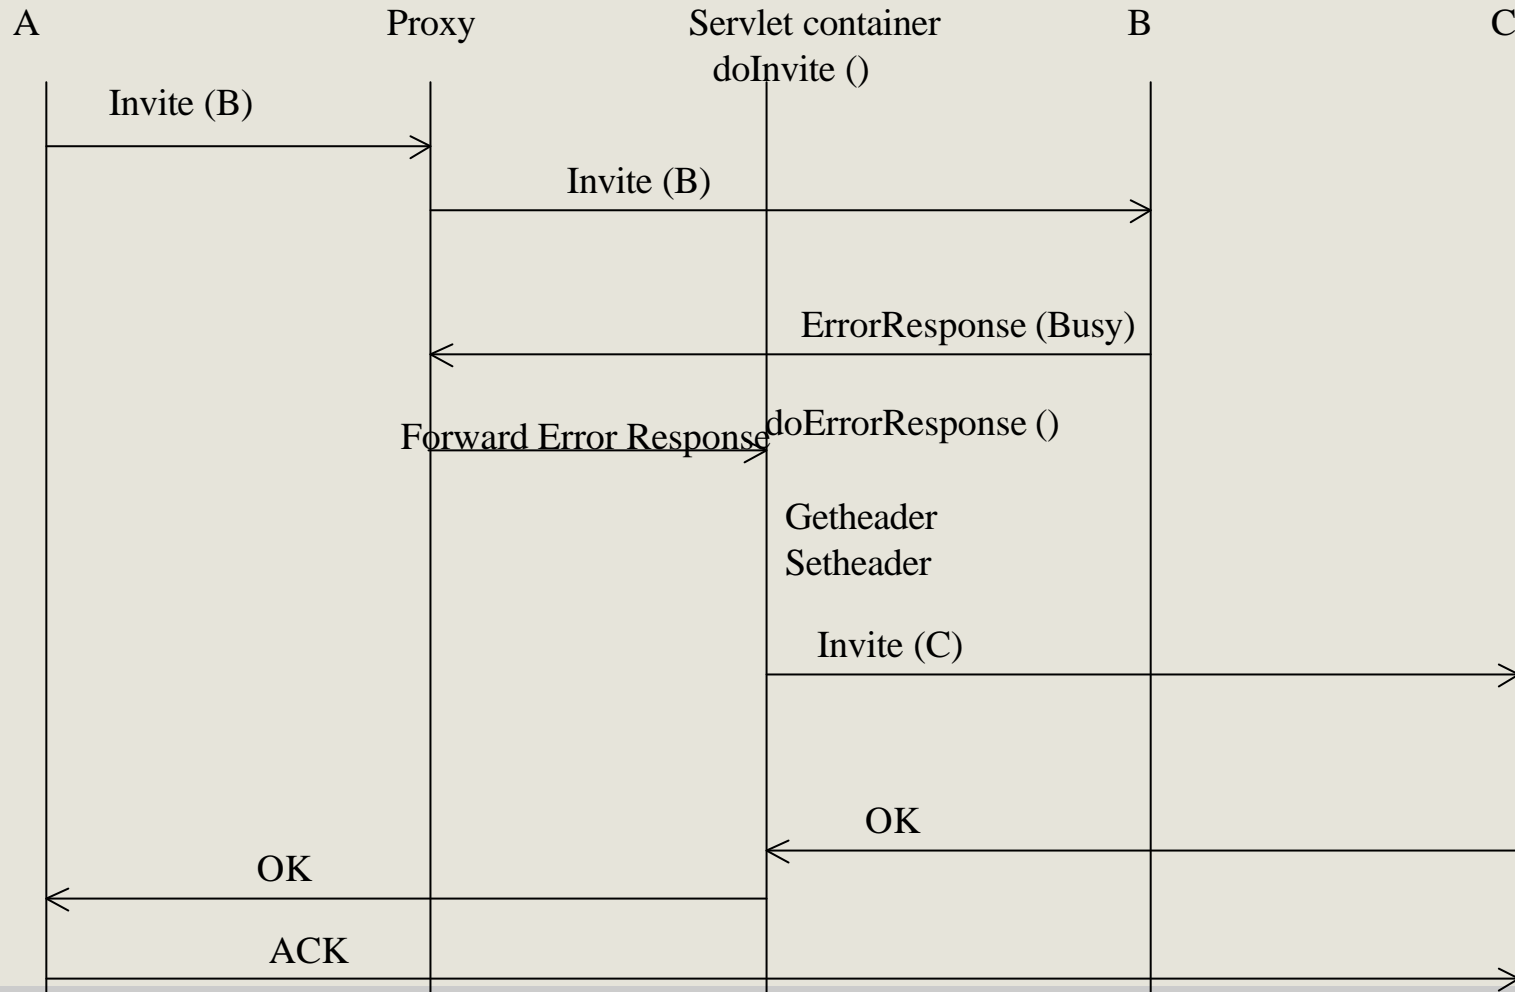 A
Proxy
Servlet container
B
C
doInvite ()
Invite (B)
Invite (B)
ErrorResponse (Busy)
Forward Error Response
doErrorResponse ()
Getheader
Setheader
Invite (C)
OK
OK
ACK